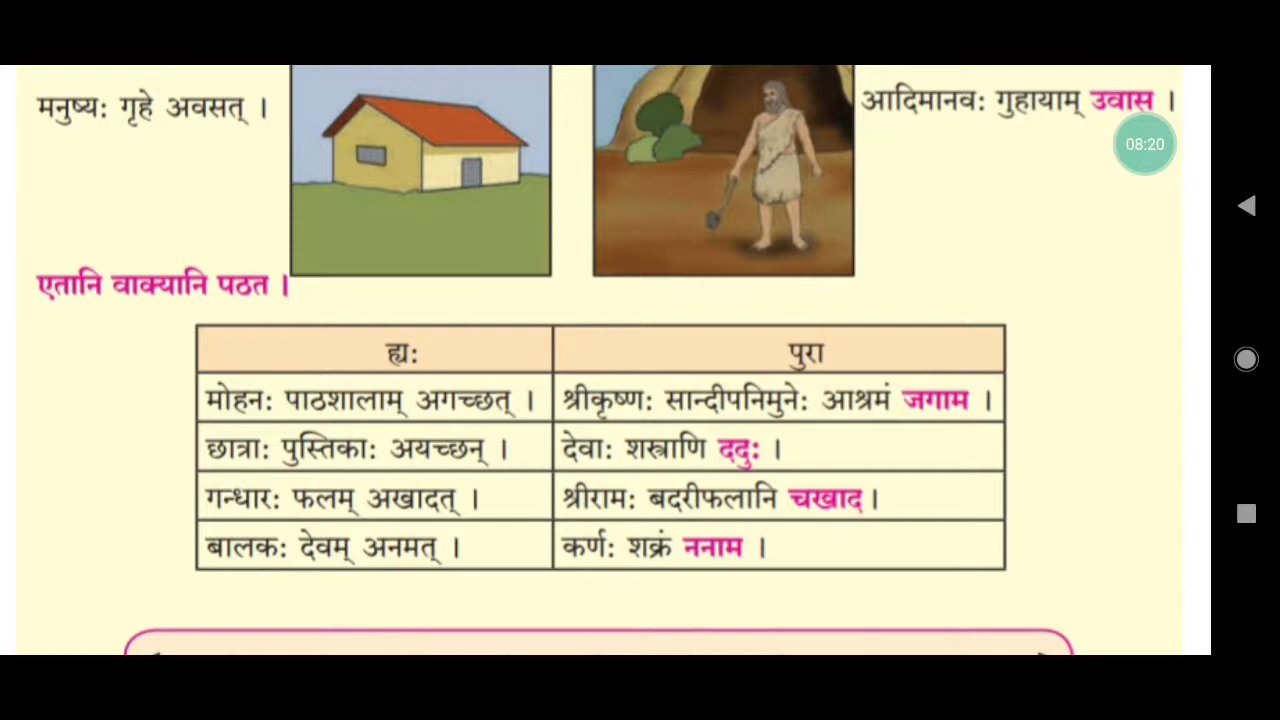 मनुष्य: गृहे अवसत् ।
आदिमानव: गुहायाम् उवास ।
08:20
एतानि वाक्यानि पठत ।
ह्य: पुरा
मोहन: पाठशालाम् अगच्छत् । श्रीकृष्ण: सान्दीपनिमुने: आश्रमं जगाम ।
छात्रा: पुस्तिका: अयच्छन् । देवा: शस्त्राणि ददु: ।
गन्धार: फलम् अखादत् । श्रीराम: बदरीफलानि चखाद ।
बालक: देवम् अनमत् । कर्ण: शक्रं ननाम ।